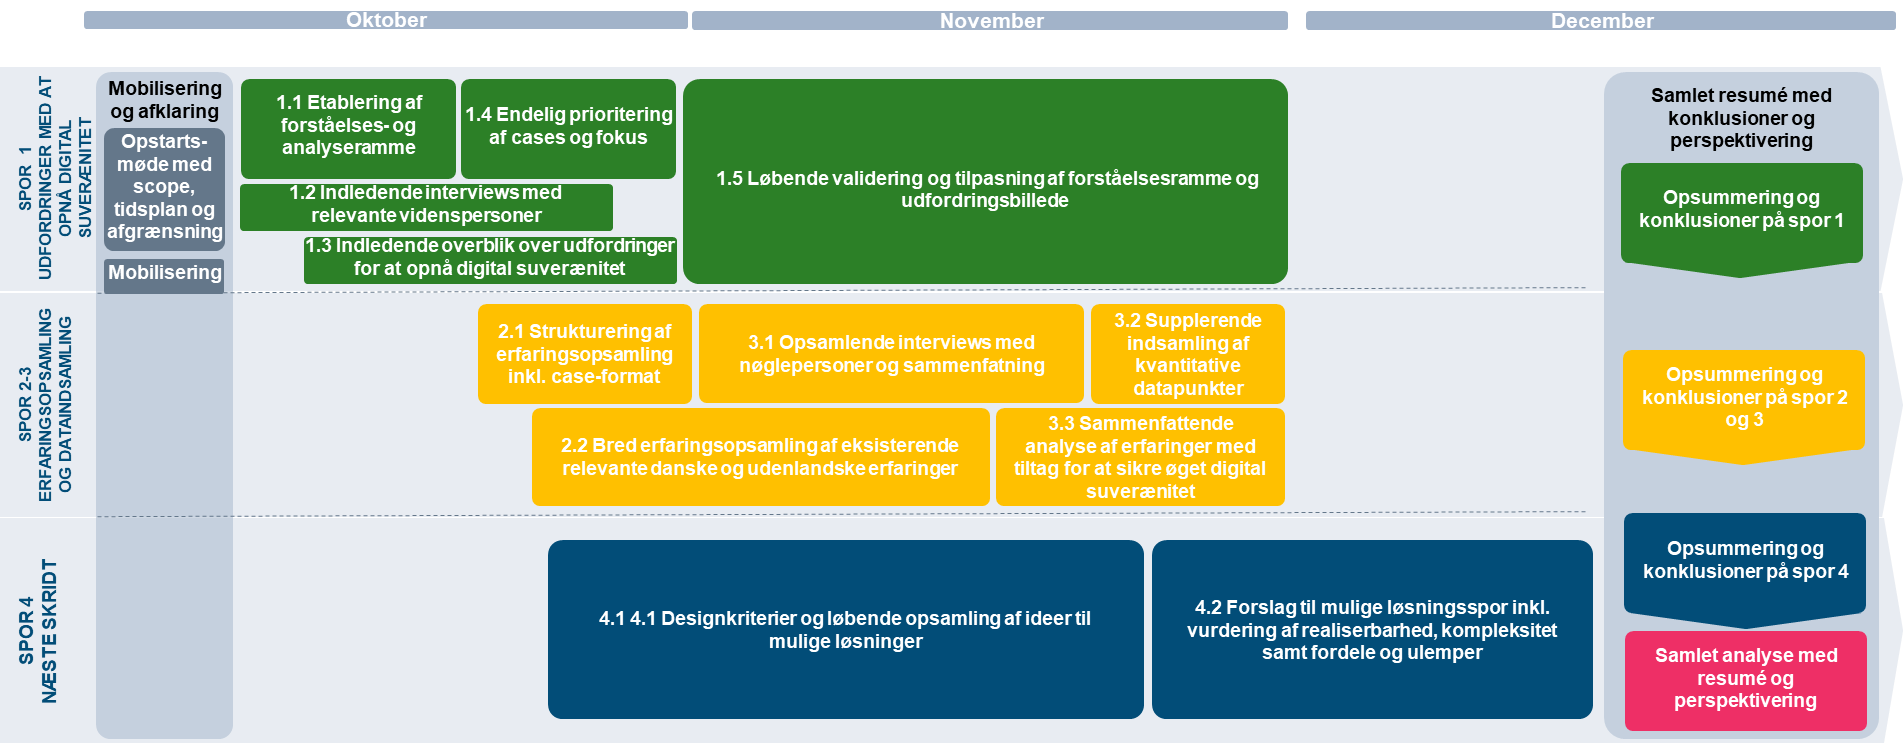 Oktober
November
December
SPOR 1
UDFORDRINGER MED AT
OPNÅ DIGITAL
SUVERÆNITET
Mobilisering
og afklaring
Opstarts-
møde med
scope,
tidsplan og
afgrænsning
Mobilisering
1.1 Etablering af
forståelses- og
analyseramme
1.4 Endelig prioritering
af cases og fokus
1.2 Indledende interviews med
relevante videnspersoner
1.3 Indledende overblik over udfordringer
for at opnå digital suverænitet
1.5 Løbende validering og tilpasning af forståelsesramme og
udfordringsbillede
Samlet resumé med
konklusioner og
perspektivering
Opsummering og
konklusioner på spor 1
SPOR 2-3
ERFARINGSOPSAMLING
OG DATAINDSAMLING
2.1 Strukturering af
erfaringsopsamling
inkl. case-format
3.1 Opsamlende interviews med
nøglepersoner og sammenfatning
3.2 Supplerende
indsamling af
kvantitative
datapunkter
2.2 Bred erfaringsopsamling af eksisterende
relevante danske og udenlandske erfaringer
3.3 Sammenfattende
analyse af erfaringer med
tiltag for at sikre øget digital
suverænitet
Opsummering og
konklusioner på spor 2
og 3
SPOR 4
NÆSTE SKRIDT
4.1 4.1 Designkriterier og løbende opsamling af ideer til
mulige løsninger
4.2 Forslag til mulige løsningsspor inkl.
vurdering af realiserbarhed, kompleksitet
samt fordele og ulemper
Opsummering og
konklusioner på spor 4
Samlet analyse med
resumé og
perspektivering